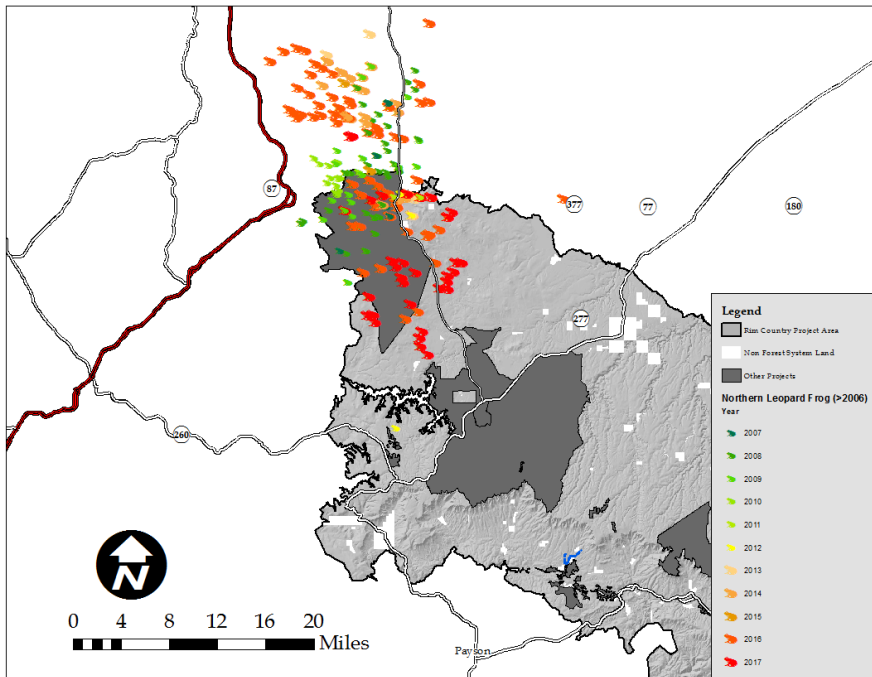 87
377
77
180
277
260
Legend
Rim Country Project Area
Non Forest System Land
Other Projects
Northern Leopard Frog (>2006)
Year
2007
2008
2009
2010
2011
2012
2013
2014
2015
2016
2017
N
0 4 8 12 16 20
Miles
Payson